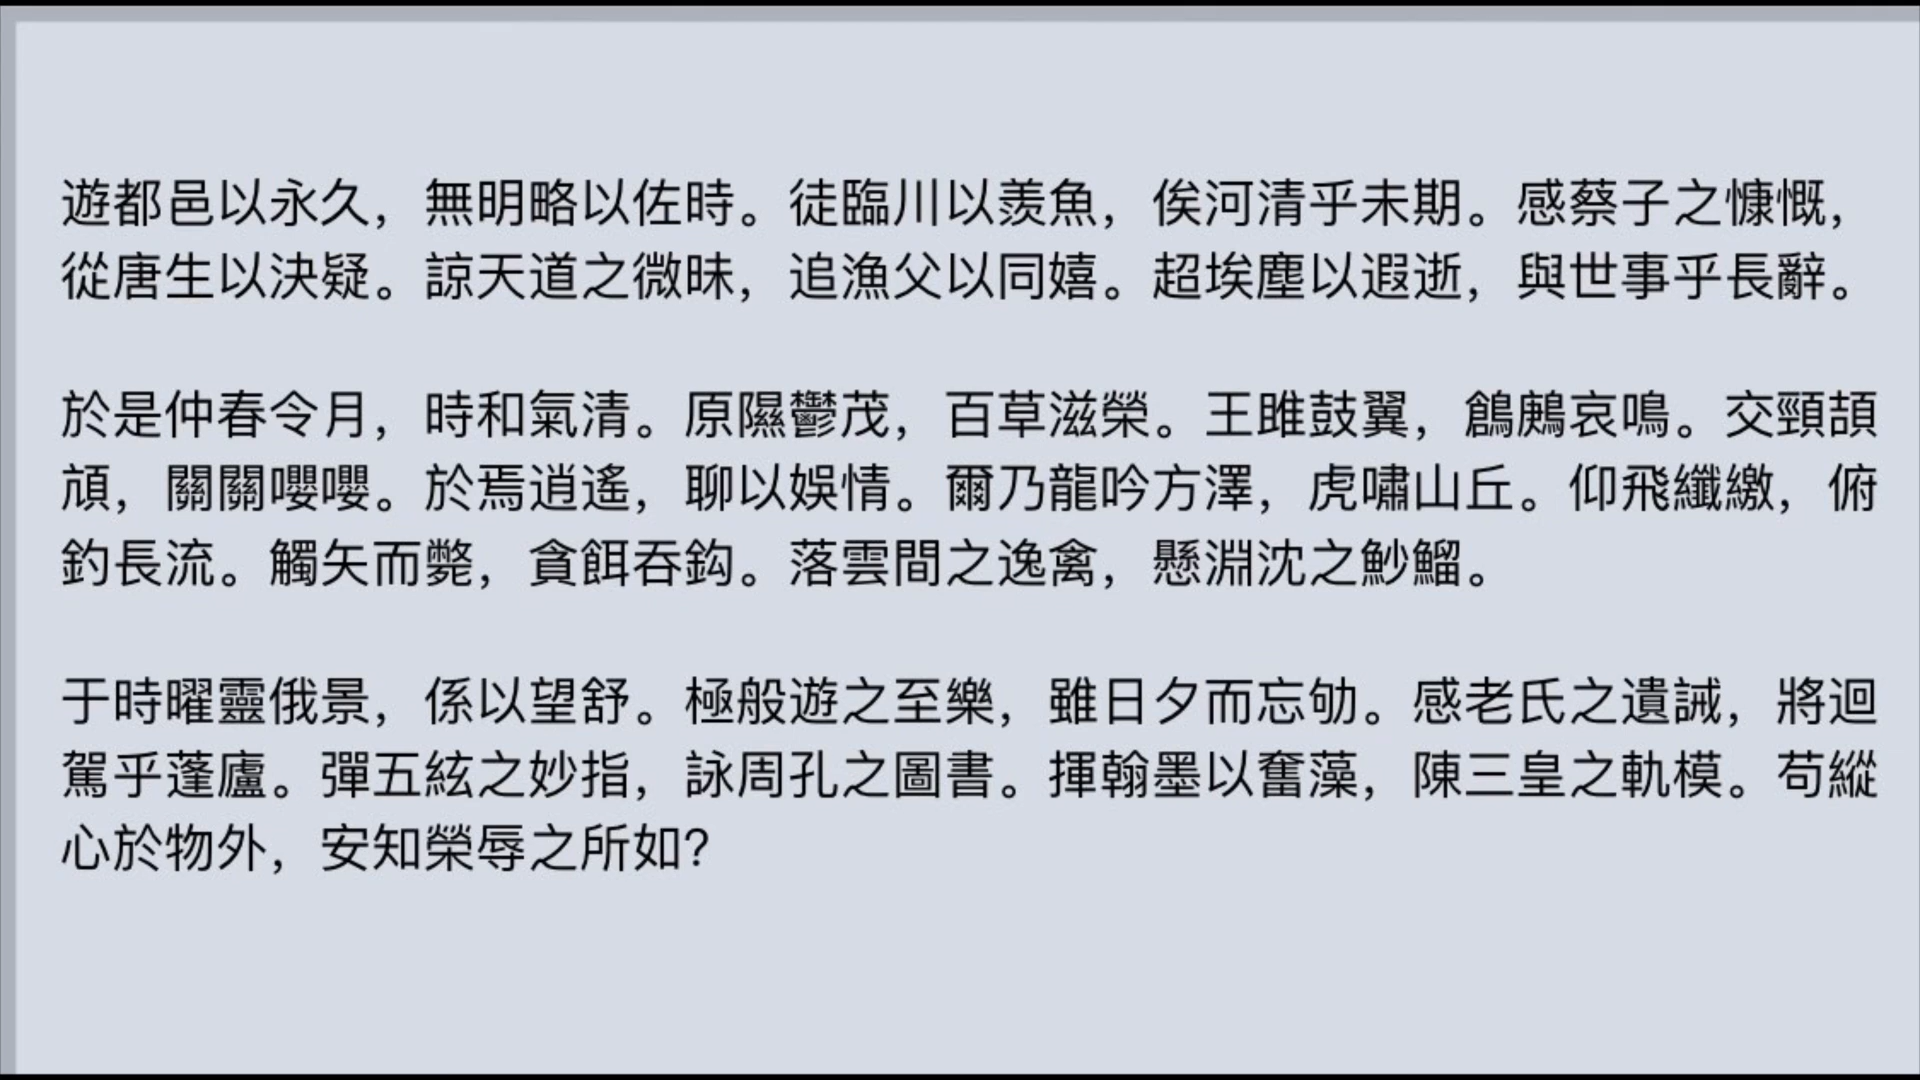 遊都邑以永久，無明略以佐時。徒臨川以羨魚，俟河清乎未期。感蔡子之慷慨，
從唐生以決疑。諒天道之微昧，追漁父以同嬉。超埃塵以遐逝，與世事乎長辭。
於是仲春令月，時和氣清。原隰鬱茂，百草滋榮。王雎鼓翼，鶬鶊哀鳴。交頸頡
頏，關關嚶嚶。於焉逍遙，聊以娛情。爾乃龍吟方澤，虎嘯山丘。仰飛纖繳，俯
釣長流。觸矢而斃，貪餌吞鈎。落雲間之逸禽，懸淵沈之魦鰡。
于時曜靈俄景，係以望舒。極般遊之至樂，雖日夕而忘劬。感老氏之遺誡，將迴
駕乎蓬廬。彈五絃之妙指，詠周孔之圖書。揮翰墨以奮藻，陳三皇之軌模。苟縱
心於物外，安知榮辱之所如?